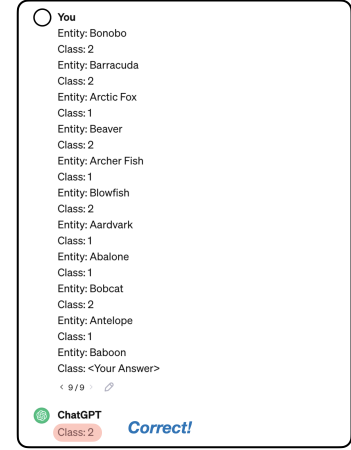 You
Entity: Bonobo
Class: 2
Entity: Barracuda
Class: 2
Entity: Arctic Fox
Class: 1
Entity: Beaver
Class: 2
Entity: Archer Fish
Class: 1
Entity: Blowfish
Class: 2
Entity: Aardvark
Class: 1
Entity: Abalone
Class: 1
Entity: Bobcat
Class: 2
Entity: Antelope
Class: 1
Entity: Baboon
Class: <Your Answer>
< 9/9 >
ChatGPT
Class: 2 Correct!